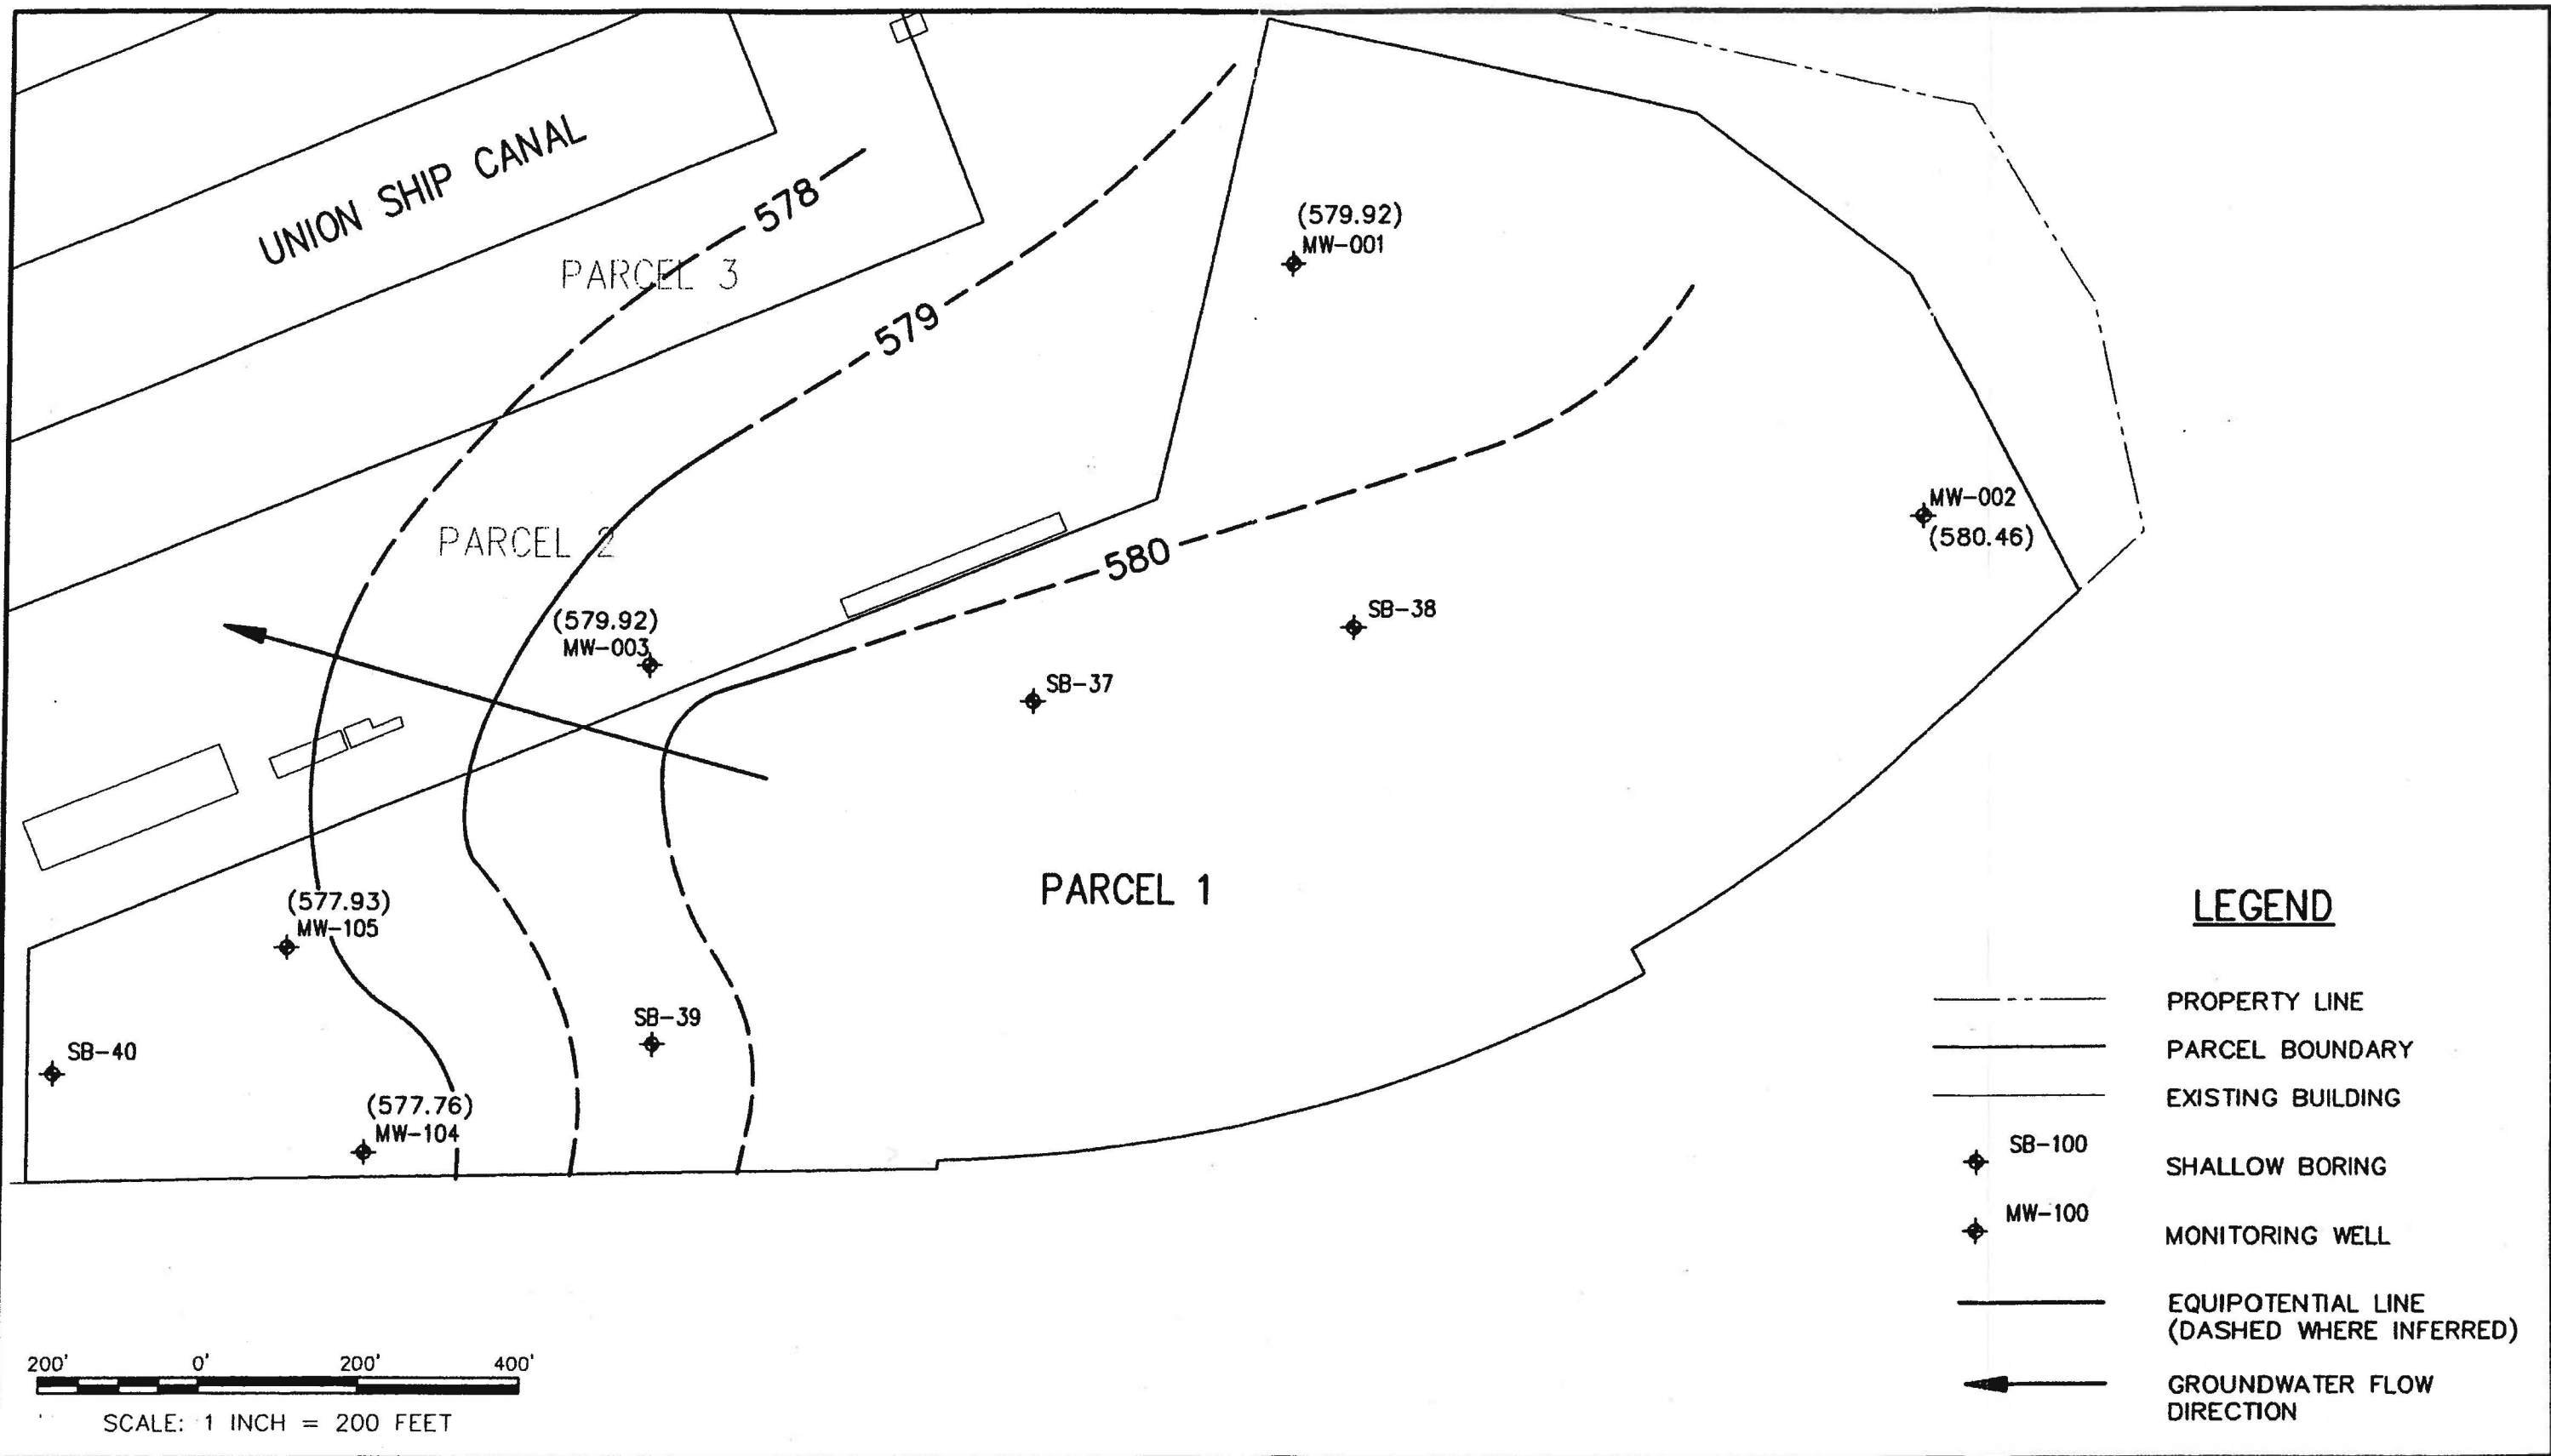 UNION SHIP CANAL
578
PARCEL 3
579
(579.92)
MW-001
PARCEL 2
580
MW-002
(580.46)
(579.92)
MW-003
SB-38
SB-37
PARCEL 1
(577.93)
MW-105
SB-39
SB-40
(577.76)
MW-104
LEGEND
PROPERTY LINE
PARCEL BOUNDARY
EXISTING BUILDING
SB-100
SHALLOW BORING
MW-100
MONITORING WELL
EQUIPOTENTIAL LINE
(DASHED WHERE INFERRED)
GROUNDWATER FLOW
DIRECTION
200' 0' 200' 400'
SCALE: 1 INCH = 200 FEET